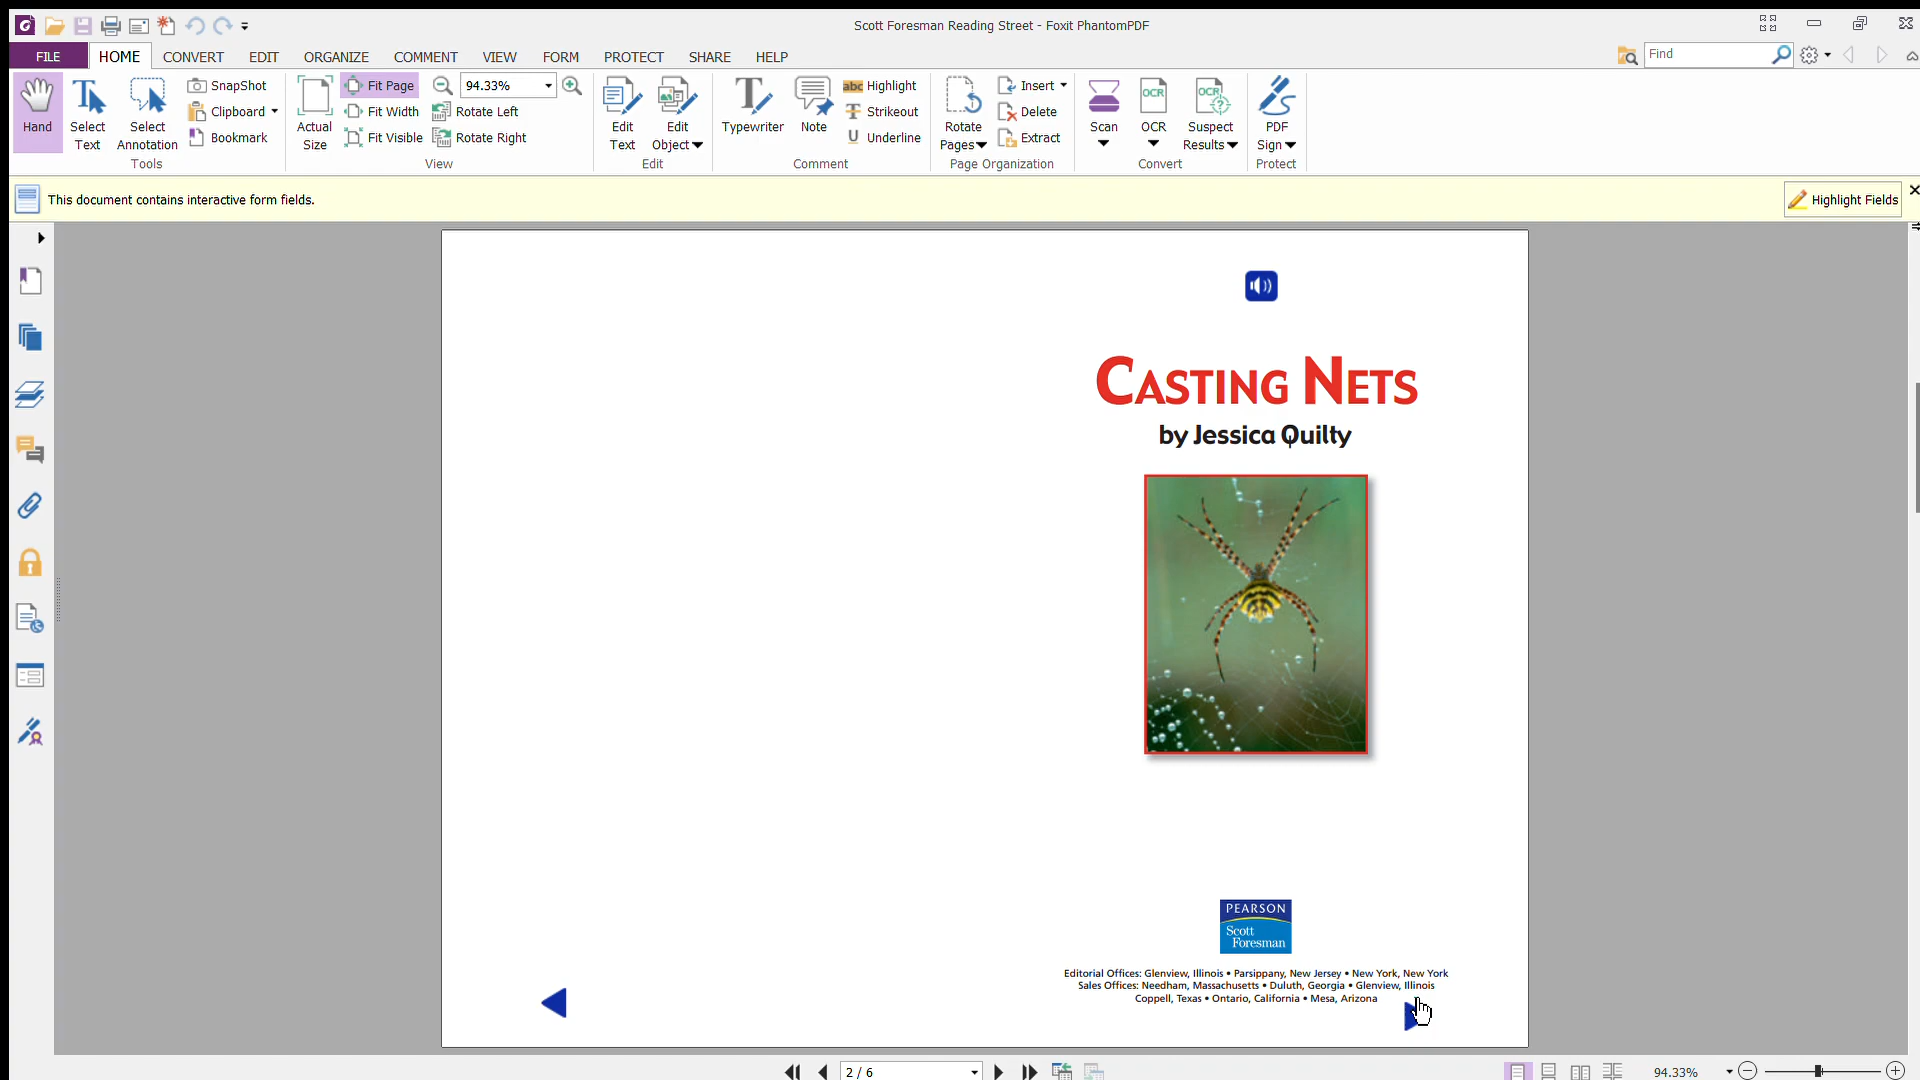 Scott Foresman Reading Street - Foxit PhantomPDF
FILE HOME CONVERT EDIT ORGANIZE COMMENT VIEW FORM PROTECT SHARE HELP Find
Hand
Select Text
Select Annotation
SnapShot
Clipboard
Bookmark
Tools
Actual Size
Fit Page
Fit Width
Fit Visible
94.33%
Rotate Left
Rotate Right
View
Edit Text
Edit Object
Edit
Typewriter
Note
abc Highlight
T Strikeout
U Underline
Comment
Rotate Pages
Insert
Delete
Extract
Page Organization
Scan
OCR
OCR
OCR
Suspect Results
Convert
PDF Sign
Protect
This document contains interactive form fields.
Highlight Fields
CASTING NETS
by Jessica Quilty
PEARSON
Scott
Foresman
Editorial Offices: Glenview, Illinois • Parsippany, New Jersey • New York, New York
Sales Offices: Needham, Massachusetts • Duluth, Georgia • Glenview, Illinois
Coppell, Texas • Ontario, California • Mesa, Arizona
2 / 6
94.33%